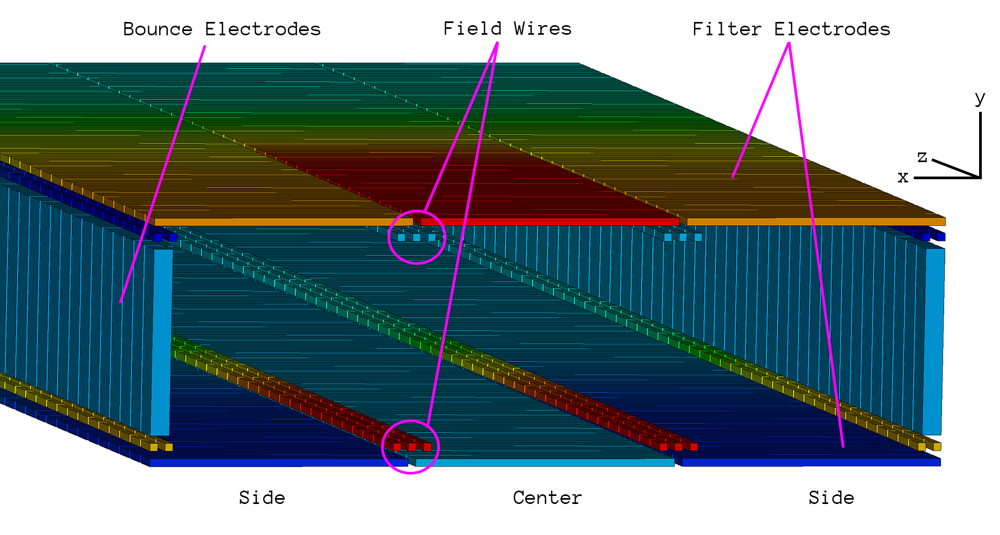 Bounce Electrodes
Field Wires
Filter Electrodes
y
z
x
Side
Center
Side